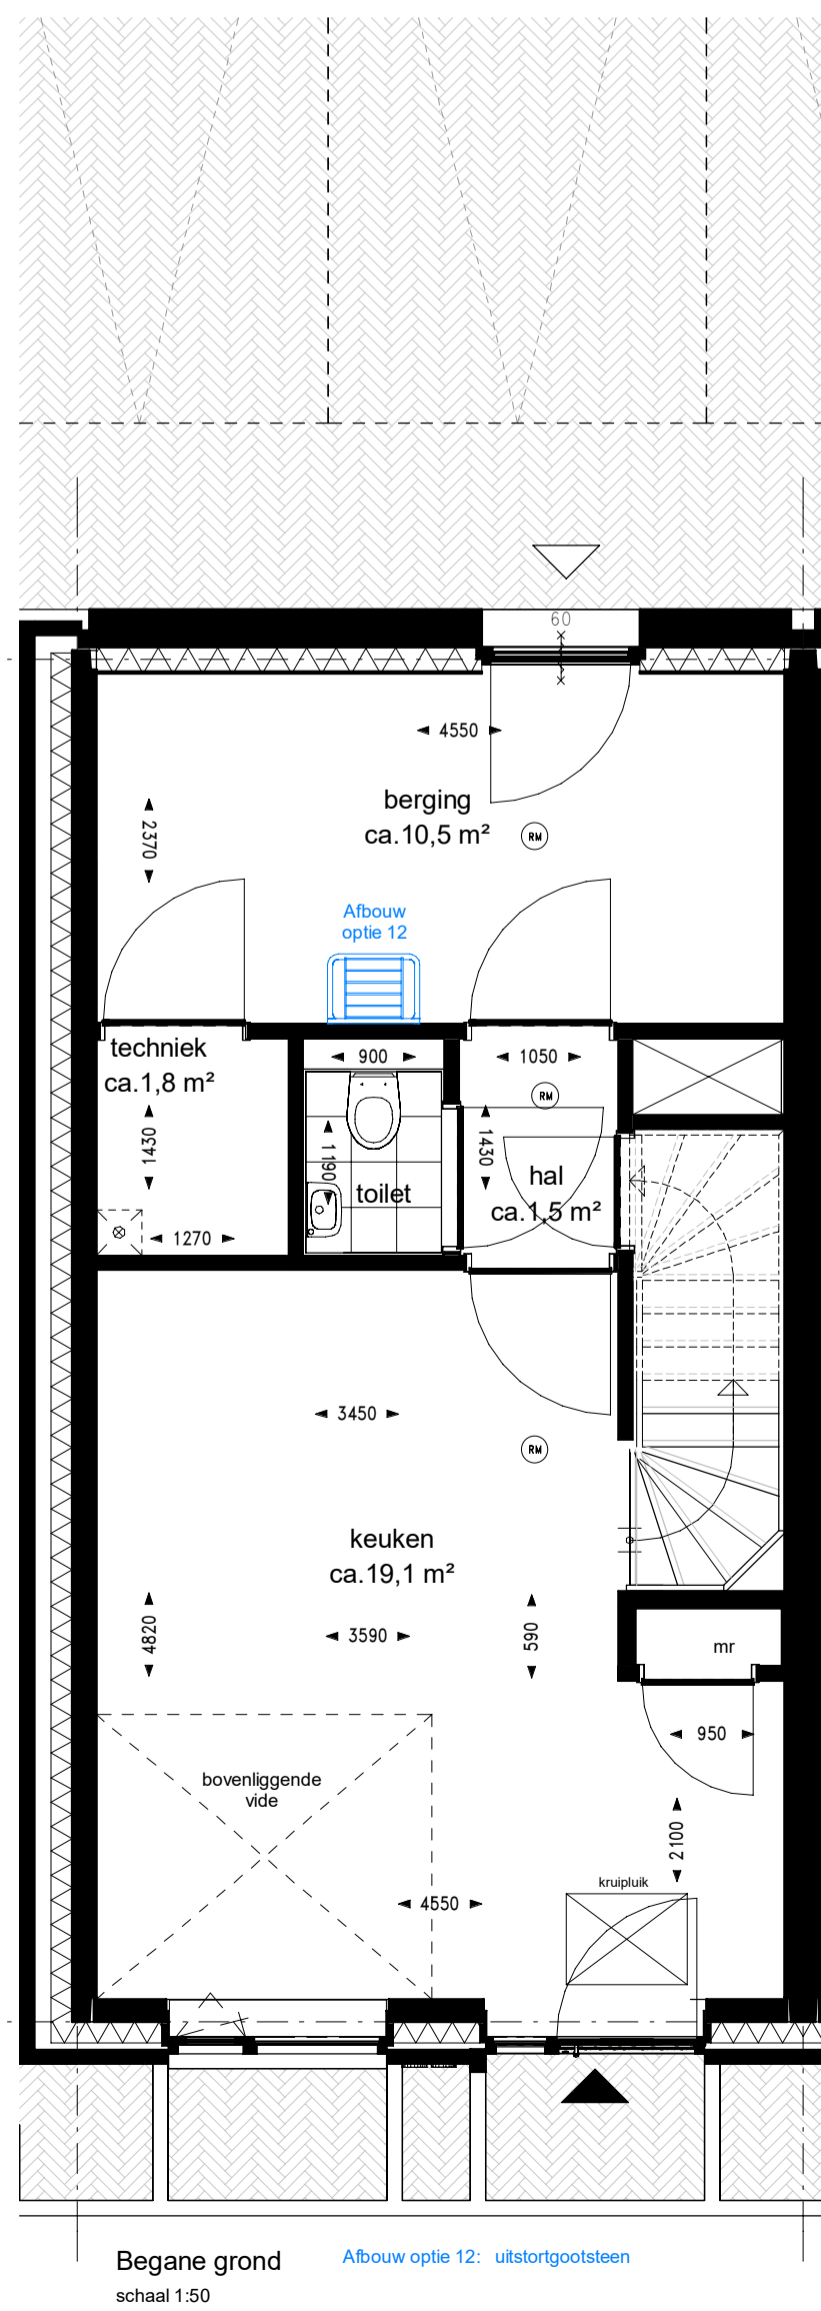 60
4550
berging
ca.10,5 m²
RM
2370
Afbouw
optie 12
techniek
ca.1,8 m²
900
1050
RM
1430
1190
1430
toilet
hal
ca.1,5 m²
1270
3450
RM
keuken
ca.19,1 m²
4820
3590
590
mr
950
bovenliggende
vide
2100
kruipluik
4550
Begane grond
schaal 1:50
Afbouw optie 12: uitstortgootsteen